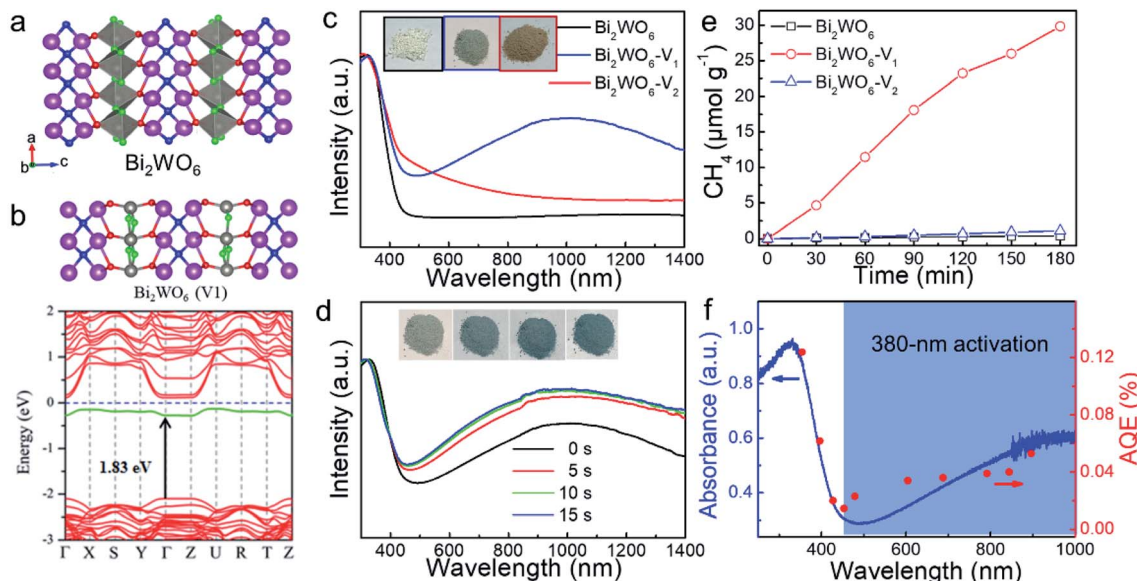 a
a
b
c
Bi₂WO₆
b
Bi₂WO₆ (V1)
Energy (eV)
2
1
0
-1
-2
-3
1.83 eV
Γ X S Y Γ Z U R T Z
c
Intensity (a.u.)
Bi₂WO₆
Bi₂WO₆-V₁
Bi₂WO₆-V₂
400 600 800 1000 1200 1400
Wavelength (nm)
d
Intensity (a.u.)
0 s
5 s
10 s
15 s
400 600 800 1000 1200 1400
Wavelength (nm)
e
CH₄ (μmol g⁻¹)
30
25
20
15
10
5
0
Bi₂WO₆
Bi₂WO₆-V₁
Bi₂WO₆-V₂
0 30 60 90 120 150 180
Time (min)
f
Absorbance (a.u.)
1.0
0.8
0.6
0.4
380-nm activation
0.12
0.08
0.04
0.00
AQE (%)
400 600 800 1000
Wavelength (nm)